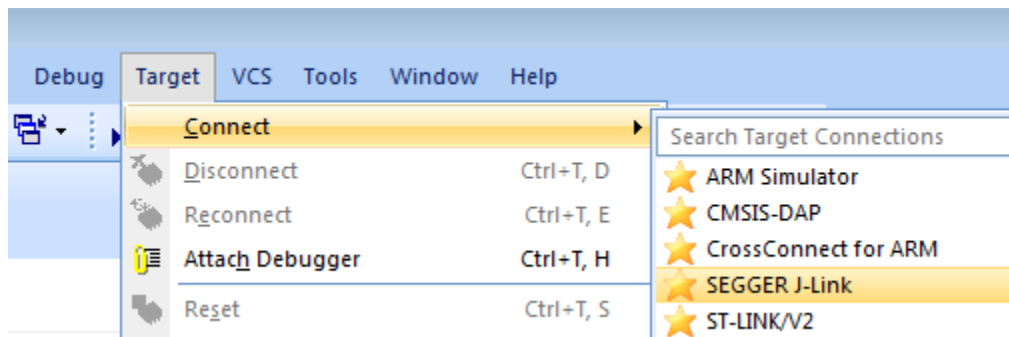 Debug Target VCS Tools Window Help
Connect
Search Target Connections
Disconnect Ctrl+T, D
ARM Simulator
Reconnect Ctrl+T, E
CMSIS-DAP
Attach Debugger Ctrl+T, H
CrossConnect for ARM
SEGGER J-Link
Reset Ctrl+T, S
ST-LINK/V2